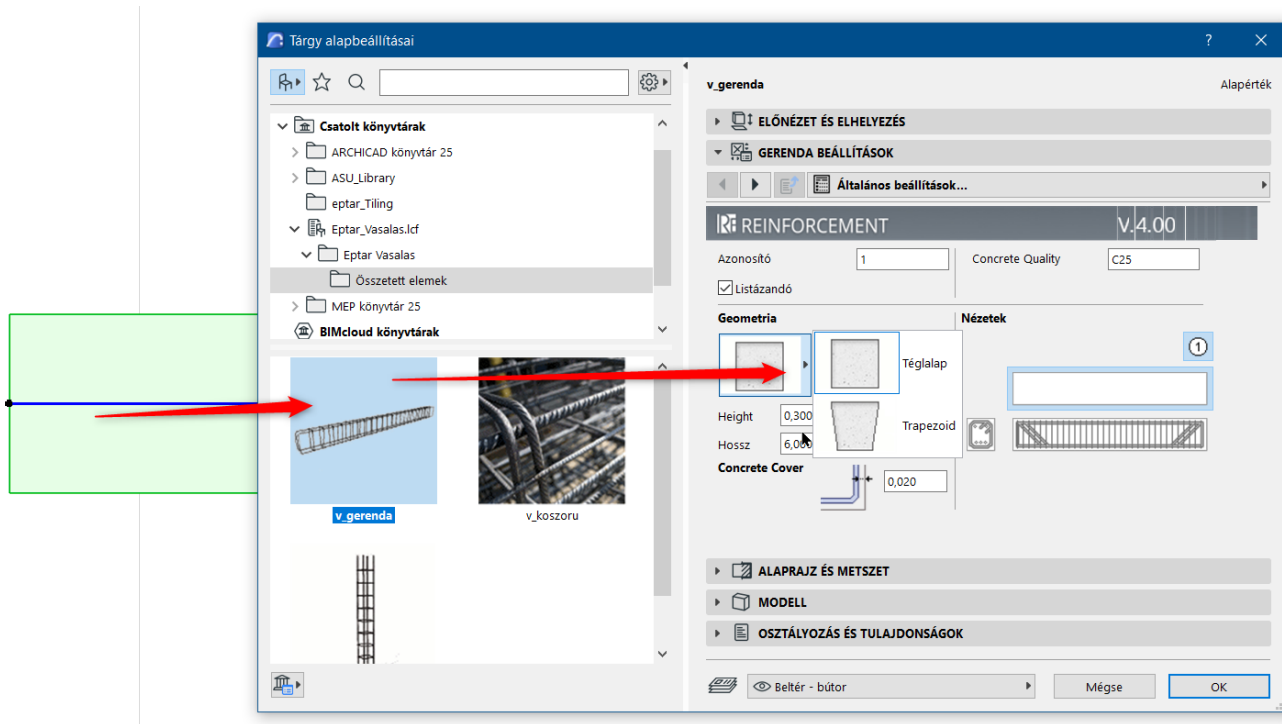 Tárgy alapbeállításai
?
v_gerenda
Alapérték
Csatolt könyvtárak
ARCHICAD könyvtár 25
ASU_Library
eptar_Tiling
Eptar_Vasalas.lcf
Eptar Vasalas
Összetett elemek
MEP könyvtár 25
BIMcloud könyvtárak
v_gerenda
v_koszoru
ELŐNÉZET ÉS ELHELYEZÉS
GERENDA BEÁLLÍTÁSOK
Általános beállítások...
REINFORCEMENT V.4.00
Azonosító 1 Concrete Quality C25
Listázandó
Geometria Nézetek
1
Téglalap
Trapezoid
Height 0,300
Hossz
Concrete Cover
0,020
ALAPRAJZ ÉS METSZET
MODELL
OSZTÁLYOZÁS ÉS TULAJDONSÁGOK
Beltér - bútor
Mégse
OK